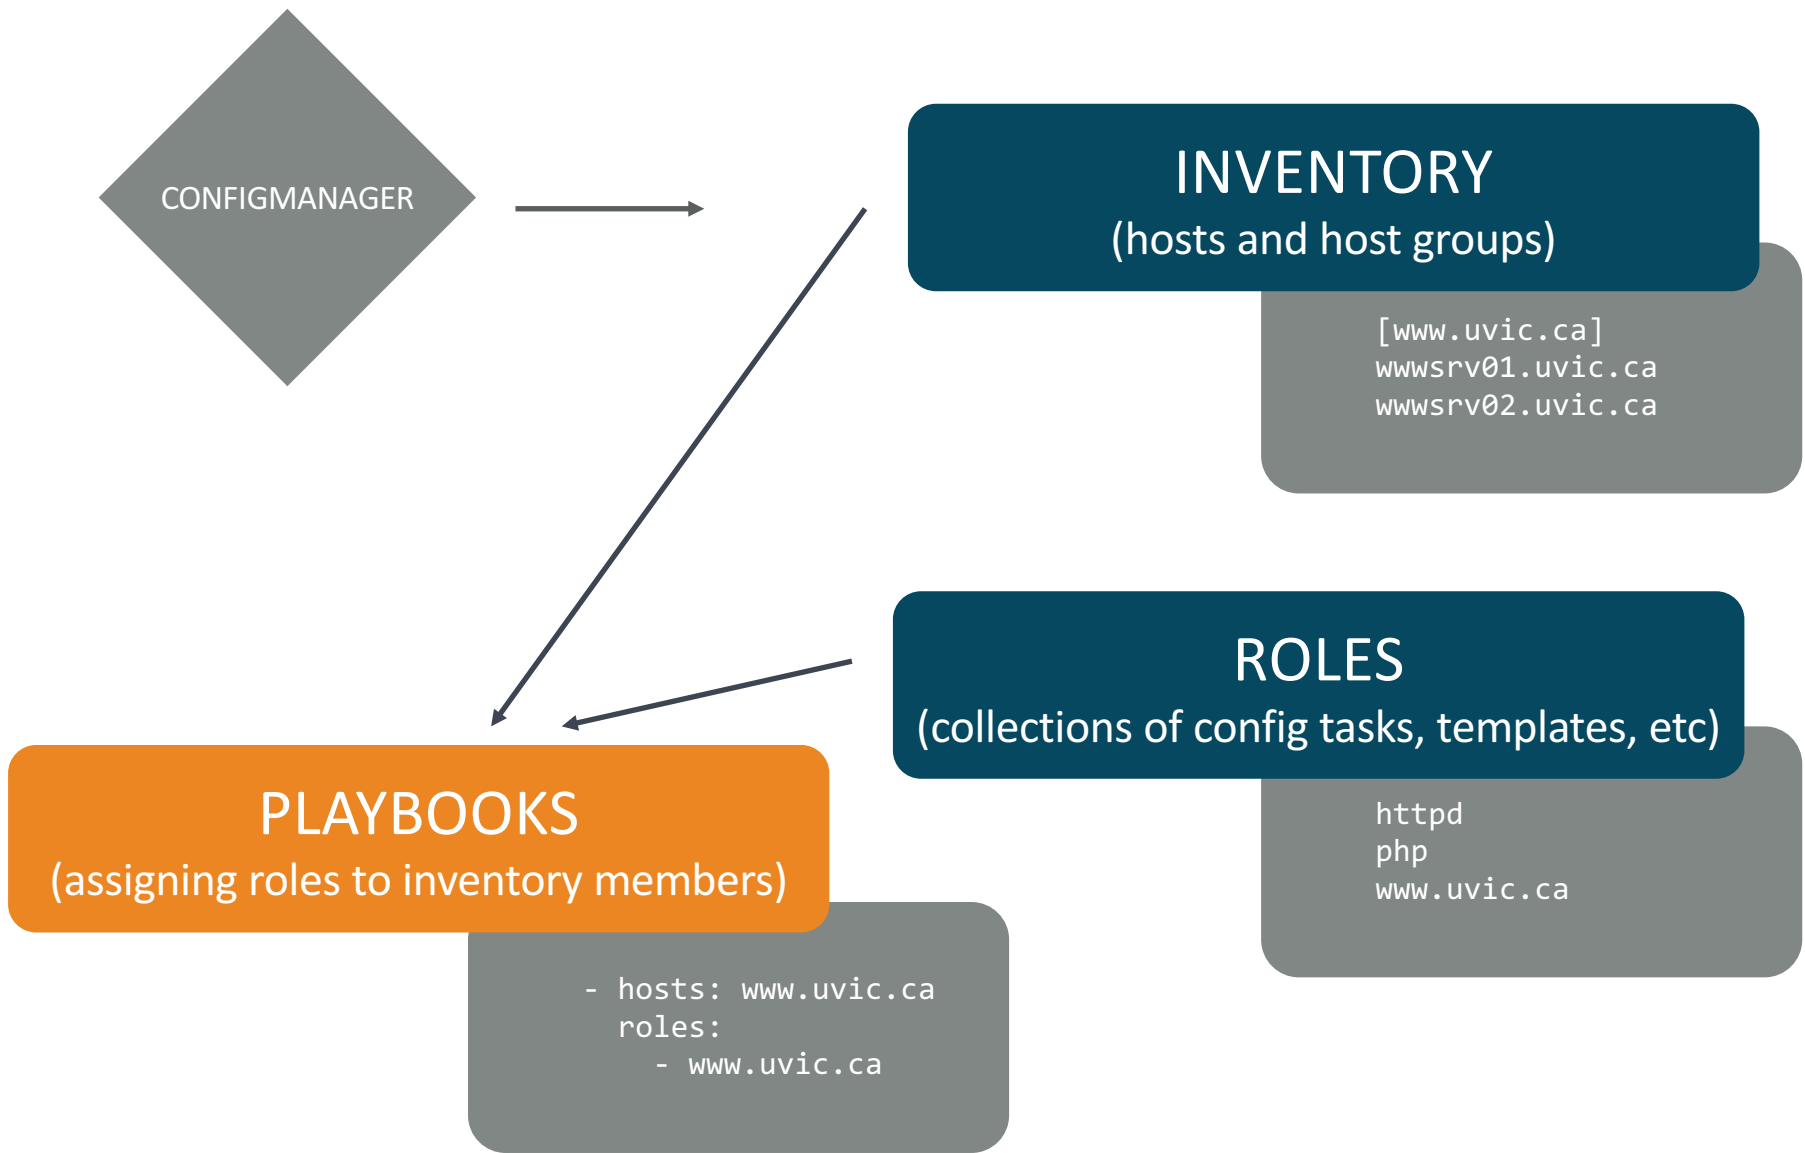 CONFIGMANAGER
INVENTORY
(hosts and host groups)
[www.uvic.ca]
wwwsrv01.uvic.ca
wwwsrv02.uvic.ca
ROLES
(collections of config tasks, templates, etc)
httpd
php
www.uvic.ca
PLAYBOOKS
(assigning roles to inventory members)
- hosts: www.uvic.ca
  roles:
    - www.uvic.ca